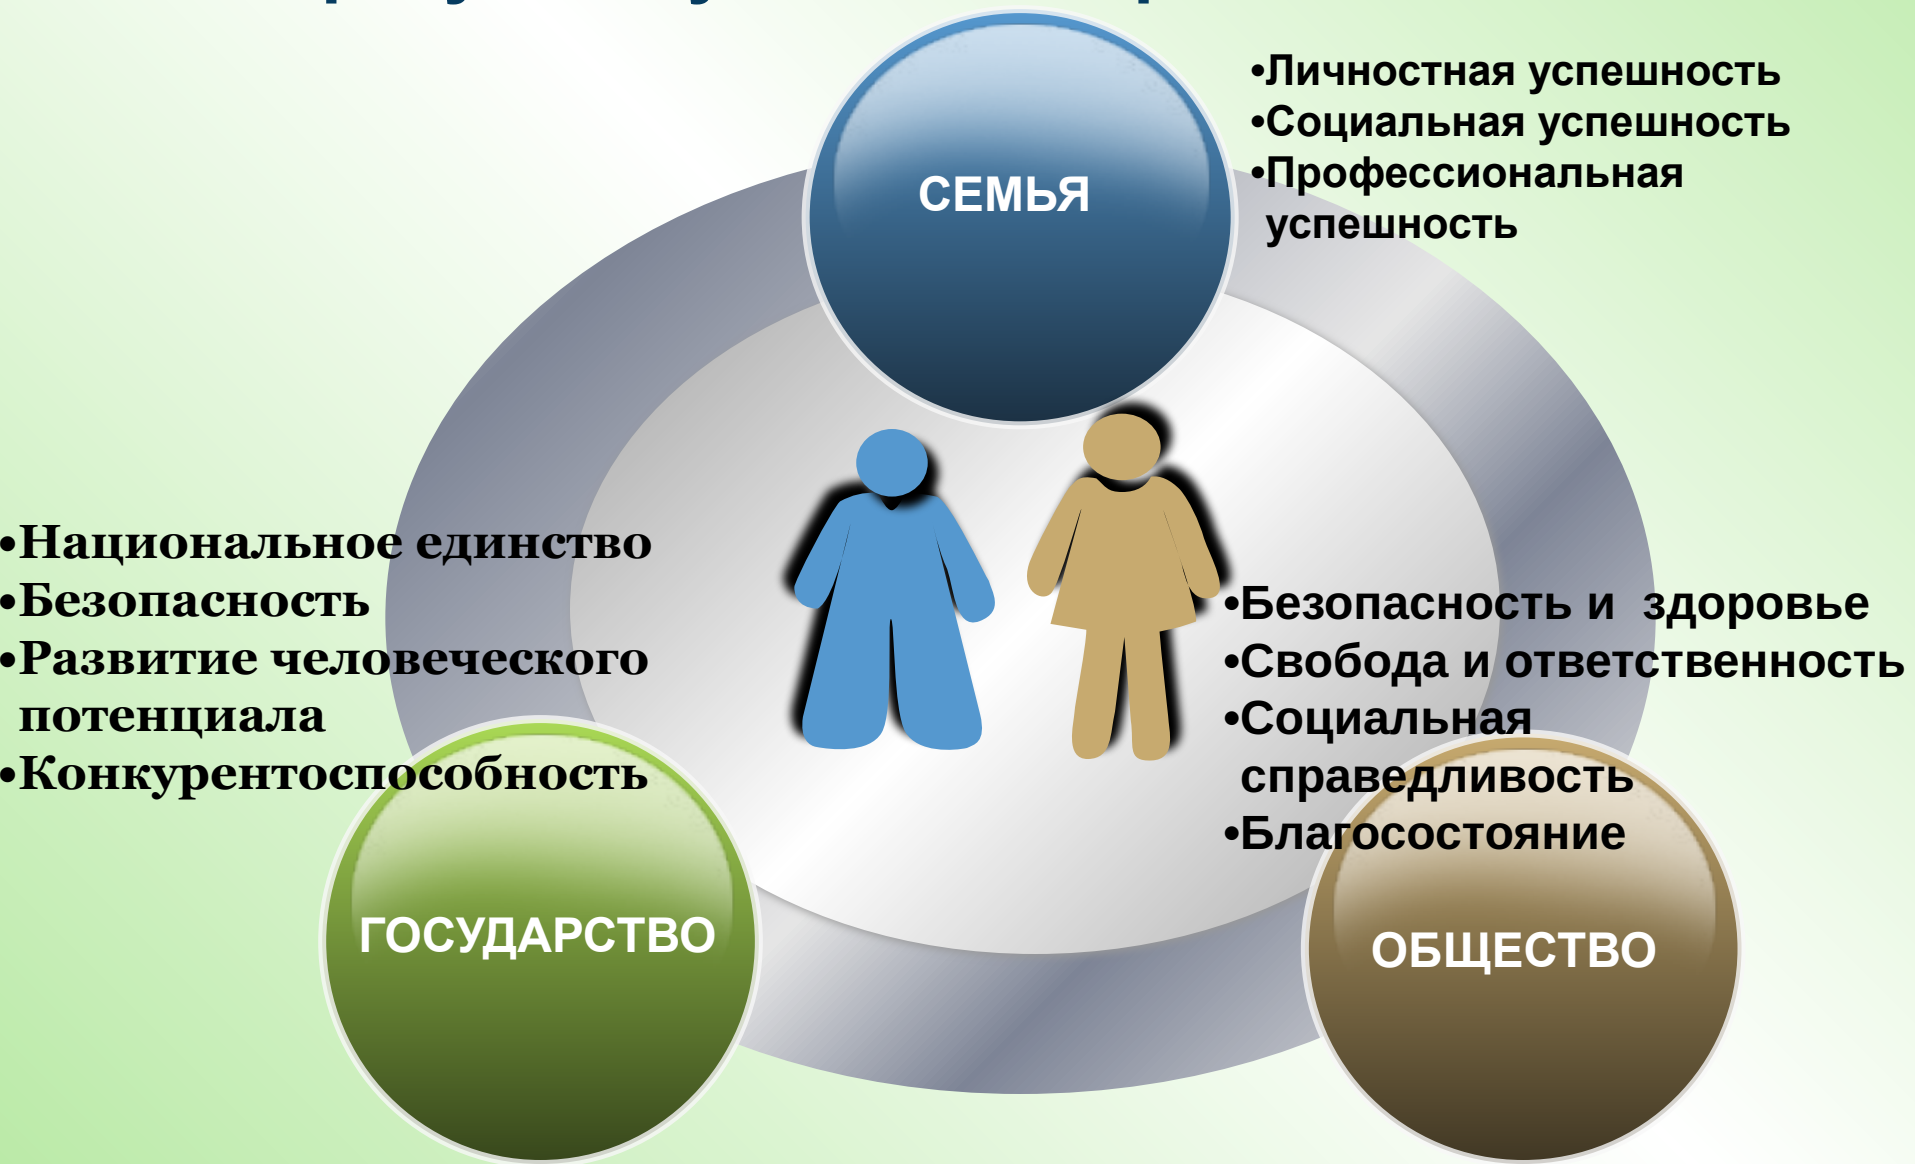 СЕМЬЯ
•Личностная успешность
•Социальная успешность
•Профессиональная
успешность
•Национальное единство
•Безопасность
•Развитие человеческого
потенциала
•Конкурентоспособность
ГОСУДАРСТВО
•Безопасность и  здоровье
•Свобода и ответственность
•Социальная
справедливость
•Благосостояние
ОБЩЕСТВО